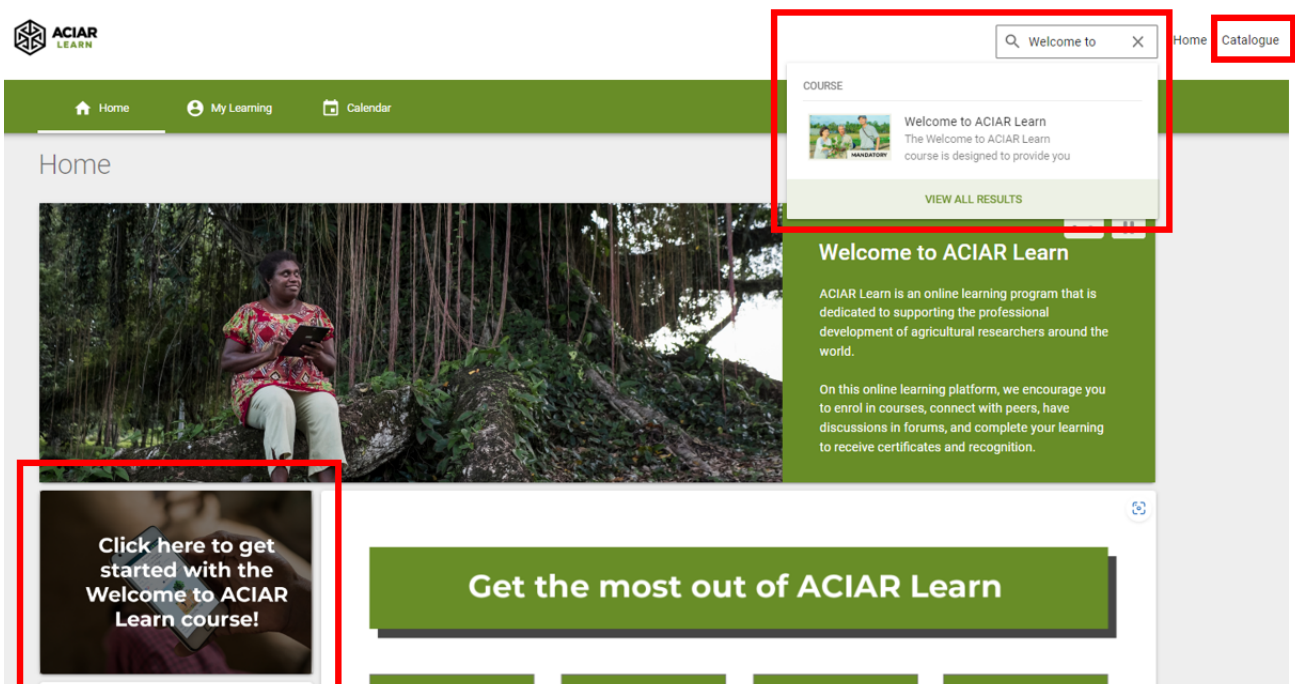 ACIAR
LEARN
Welcome to
Home
Catalogue
COURSE
MANDATORY
Welcome to ACIAR Learn
The Welcome to ACIAR Learn
course is designed to provide you
VIEW ALL RESULTS
Home
My Learning
Calendar
Home
Welcome to ACIAR Learn
ACIAR Learn is an online learning program that is
dedicated to supporting the professional
development of agricultural researchers around the
world.
On this online learning platform, we encourage you
to enrol in courses, connect with peers, have
discussions in forums, and complete your learning
to receive certificates and recognition.
Click here to get
started with the
Welcome to ACIAR
Learn course!
Get the most out of ACIAR Learn